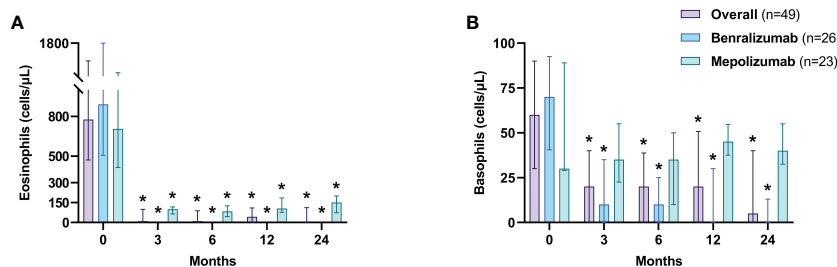 A
Eosinophils (cells/μL)
1800
800
500
300
150
0
* * * * * * * * * * * *
0 3 6 12 24
Months
B
Basophils (cells/μL)
100
75
50
25
0
* * * * * * * *
0 3 6 12 24
Months
Overall (n=49)
Benralizumab (n=26
Mepolizumab (n=23)